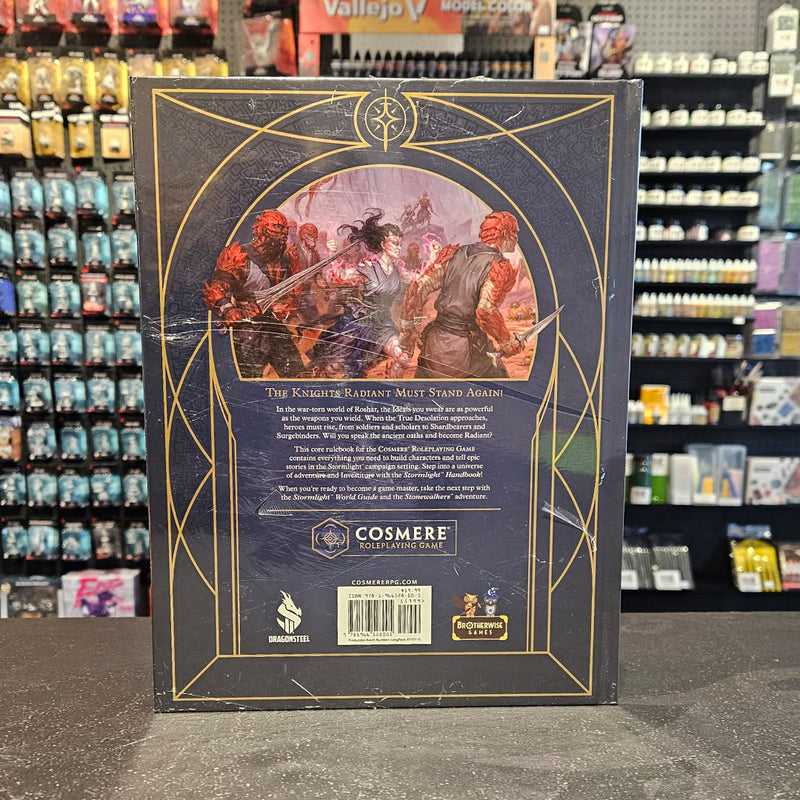 Vallejo V
MODEL COLOR
THE KNIGHTS RADIANT MUST STAND AGAIN!
In the war-torn world of Roshar, the Ideals you swear are as powerful
as the weapons you wield. When the True Desolation approaches,
heroes must rise, from soldiers and scholars to Shardbearers and
Surgebinders. Will you speak the ancient oaths and become Radiant?
This core rulebook for the COSMERE® ROLEPLAYING GAME
contains everything you need to build characters and tell epic
stories in the Stormlight™ campaign setting. Step into a universe
of adventure and Investiture with the Stormlight™ Handbook!
When you're ready to become a game master, take the next step with
the Stormlight™ World Guide and the Stonewalkers™ adventure.
COSMERE®
ROLEPLAYING GAME
COSMERERPG.COM
DRAGONSTEEL
BROTHERWISE
GAMES